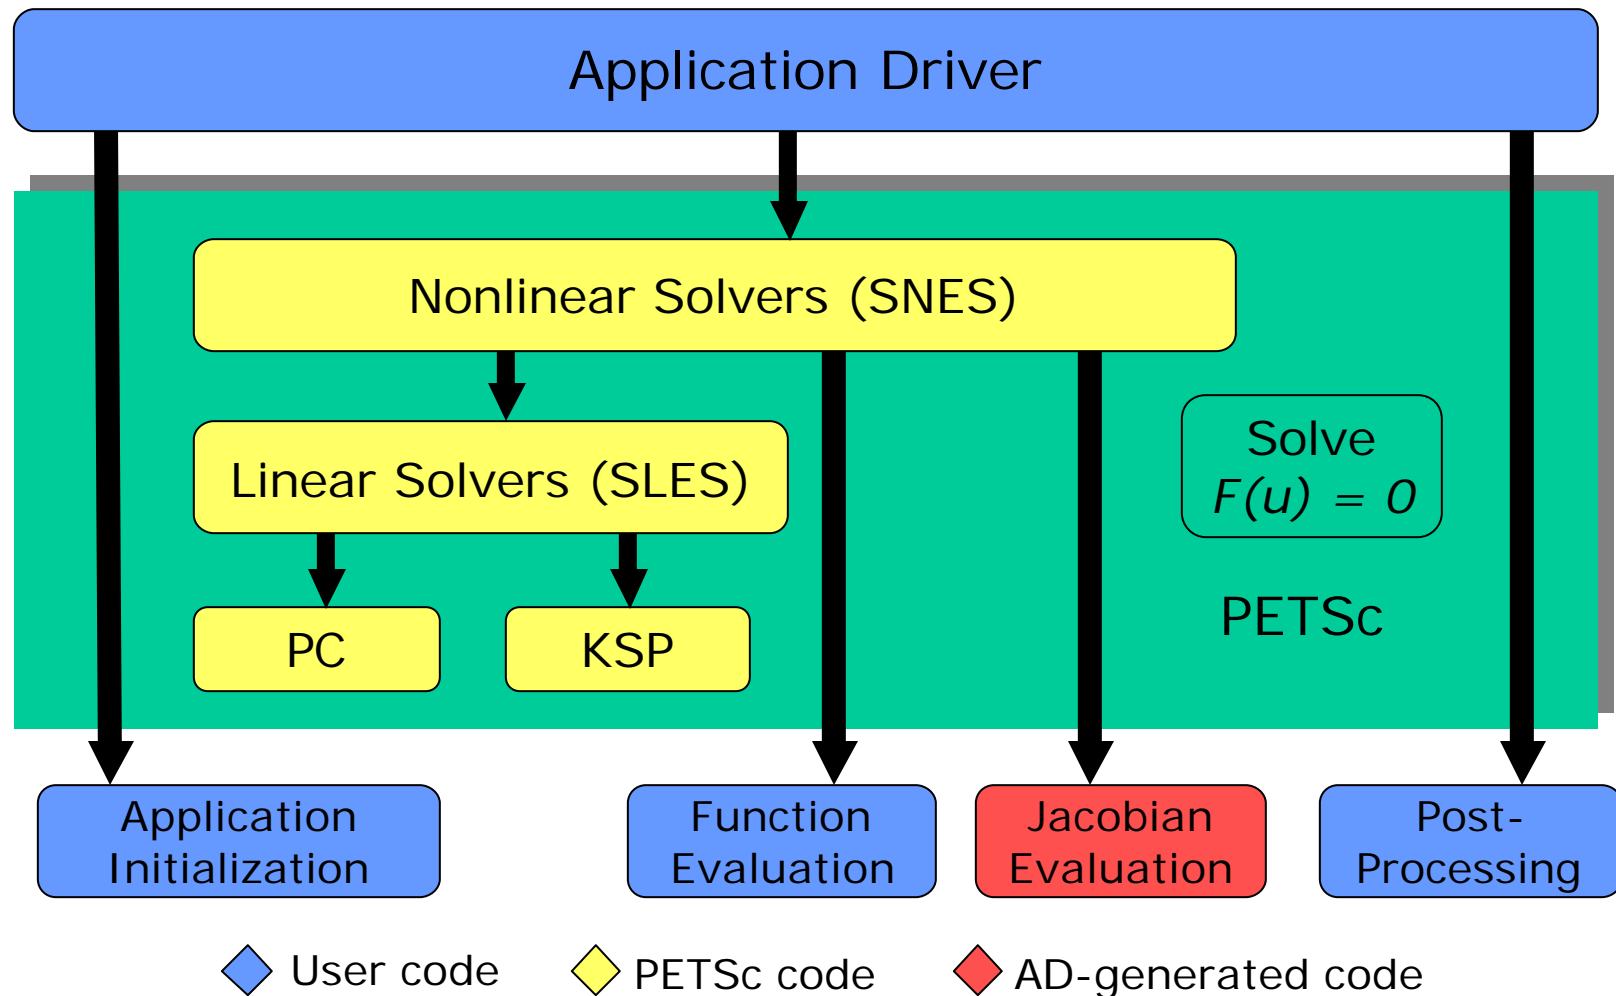 Application Driver
Nonlinear Solvers (SNES)
Linear Solvers (SLES)
Solve
F(u) = 0
PC
KSP
PETSc
Application
Initialization
Function
Evaluation
Jacobian
Evaluation
Post-
Processing
User code
PETSc code
AD-generated code